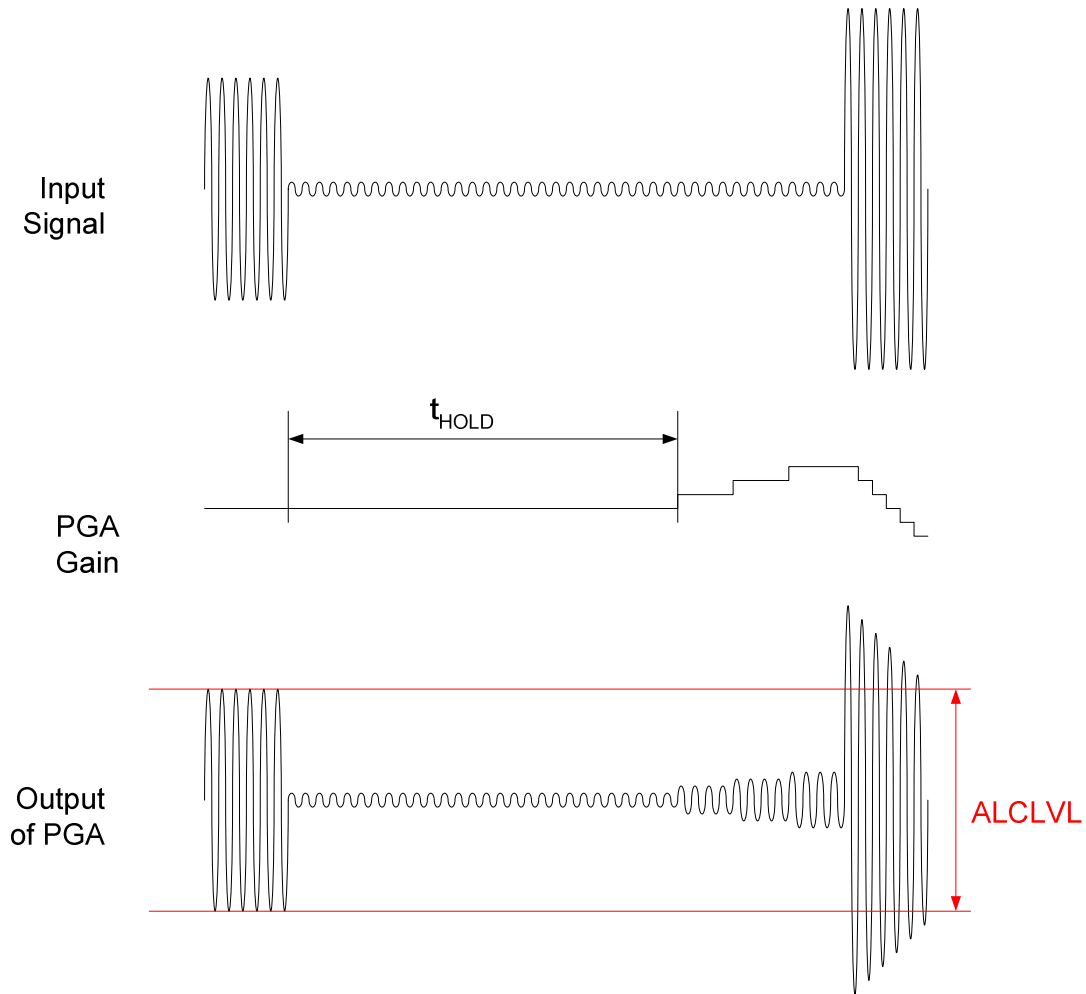 Input
Signal
tHOLD
PGA
Gain
Output
of PGA
ALCLVL